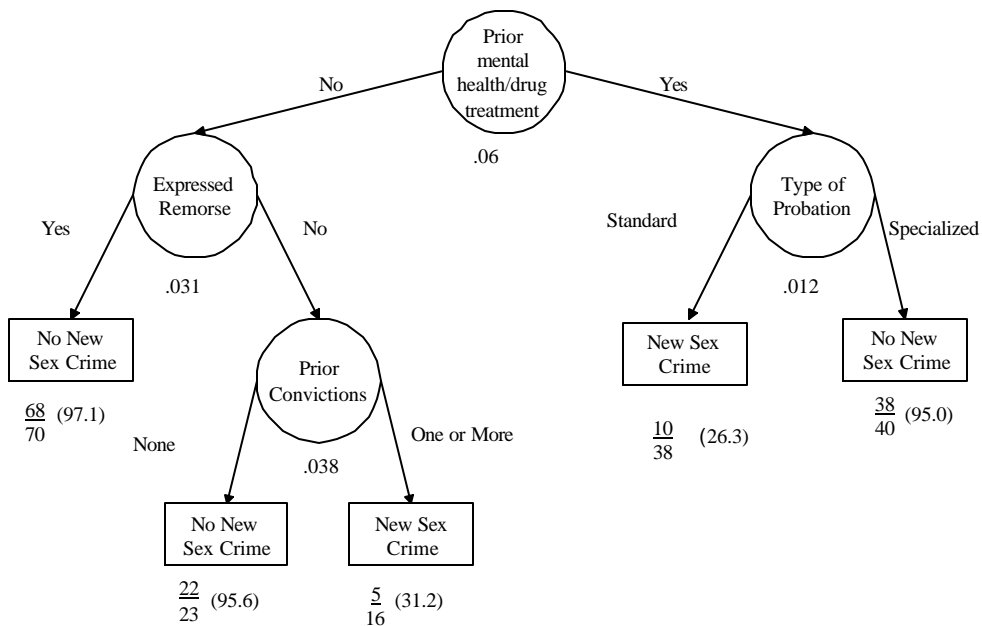 Prior
mental
health/drug
treatment
No
Yes
.06
Expressed
Remorse
Type of
Probation
Yes
No
Standard
Specialized
.031
.012
No New
Sex Crime
Prior
Convictions
New Sex
Crime
No New
Sex Crime
68
70
(97.1)
None
One or More
10
38
(26.3)
38
40
(95.0)
.038
No New
Sex Crime
New Sex
Crime
22
23
(95.6)
5
16
(31.2)